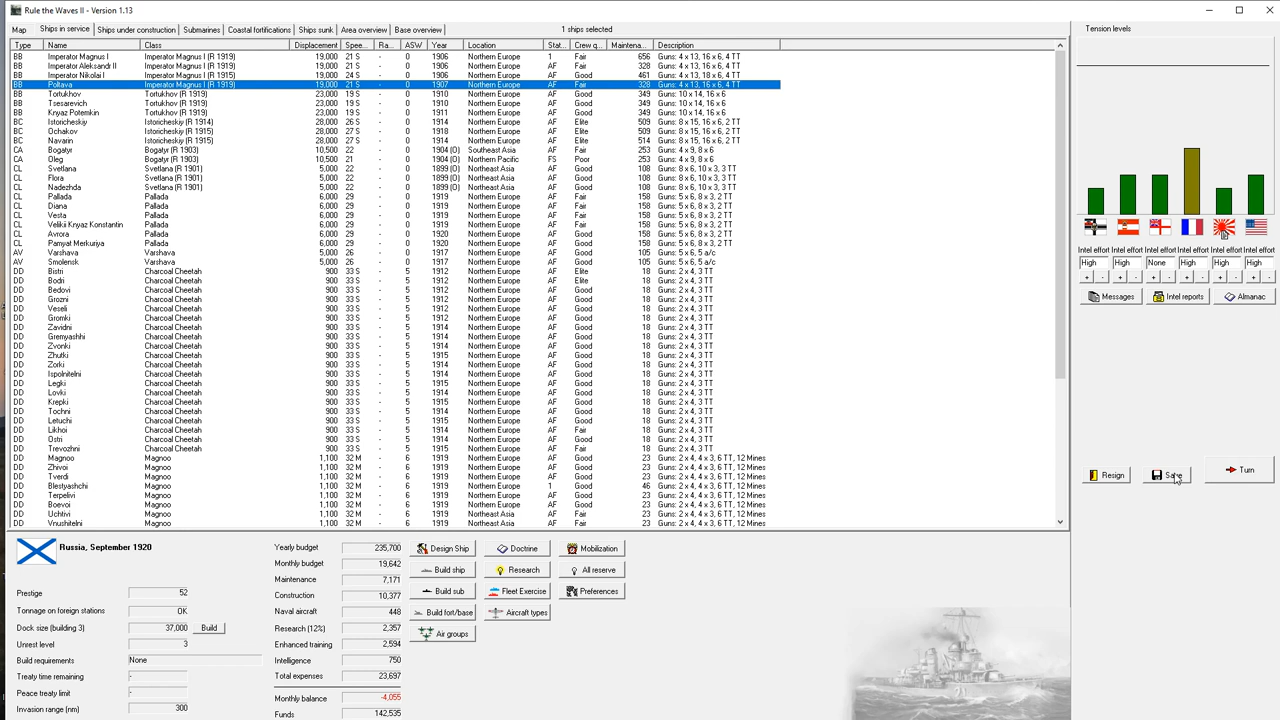 Rule the Waves II - Version 1.13
Map Ships in service Ships under construction Submarines Coastal fortifications Ships sunk Area overview Base overview 1 ships selected
Type Name Class Displacement Spee... Ra... ASW Year Location Stat... Crew q... Maintena... Description
BB Imperator Magnus I Imperator Magnus I (R 1919) 19,000 21 S - 0 1906 Northern Europe 1 Fair 656 Guns: 4 x 13, 16 x 6, 4 TT
BB Imperator Aleksandr II Imperator Magnus I (R 1919) 19,000 21 S - 0 1906 Northern Europe AF Fair 328 Guns: 4 x 13, 16 x 6, 4 TT
BB Imperator Nikolai I Imperator Magnus I (R 1915) 19,000 24 S - 0 1906 Northern Europe AF Good 461 Guns: 4 x 13, 18 x 6, 4 TT
BB Poltava Imperator Magnus I (R 1919) 19,000 21 S - 0 1907 Northern Europe AF Fair 328 Guns: 4 x 13, 16 x 6, 4 TT
BB Tortukhov Tortukhov (R 1919) 23,000 19 S - 0 1910 Northern Europe AF Good 349 Guns: 10 x 14, 16 x 6
BB Tsesarevich Tortukhov (R 1919) 23,000 19 S - 0 1910 Northern Europe AF Good 349 Guns: 10 x 14, 16 x 6
BB Knyaz Potemkin Tortukhov (R 1919) 23,000 19 S - 0 1911 Northern Europe AF Good 349 Guns: 10 x 14, 16 x 6
BC Istoricheskiy Istoricheskiy (R 1914) 28,000 26 S - 0 1914 Northern Europe AF Elite 509 Guns: 8 x 15, 16 x 6, 2 TT
BC Ochakov Istoricheskiy (R 1915) 28,000 27 S - 0 1918 Northern Europe AF Elite 509 Guns: 8 x 15, 16 x 6, 2 TT
BC Navarin Istoricheskiy (R 1915) 28,000 27 S - 0 1914 Northern Europe AF Elite 514 Guns: 8 x 15, 16 x 6, 2 TT
CA Bogatyr Bogatyr (R 1903) 10,500 22 - 0 1904 (O) Southeast Asia AF Fair 253 Guns: 4 x 9, 8 x 6
CA Oleg Bogatyr (R 1903) 10,500 21 - 0 1904 (O) Northern Pacific FS Poor 253 Guns: 4 x 9, 8 x 6
CL Svetlana Svetlana (R 1901) 5,000 22 - 0 1899 (O) Northeast Asia AF Good 108 Guns: 8 x 6, 10 x 3, 3 TT
CL Flora Svetlana (R 1901) 5,000 22 - 0 1899 (O) Northeast Asia AF Good 108 Guns: 8 x 6, 10 x 3, 3 TT
CL Nadezhda Svetlana (R 1901) 5,000 22 - 0 1899 (O) Northeast Asia AF Good 108 Guns: 8 x 6, 10 x 3, 3 TT
CL Pallada Pallada 6,000 29 - 0 1919 Northern Europe AF Fair 158 Guns: 5 x 6, 8 x 3, 2 TT
CL Diana Pallada 6,000 29 - 0 1919 Northern Europe AF Fair 158 Guns: 5 x 6, 8 x 3, 2 TT
CL Vesta Pallada 6,000 29 - 0 1919 Northern Europe AF Fair 158 Guns: 5 x 6, 8 x 3, 2 TT
CL Velikii Knyaz Konstantin Pallada 6,000 29 - 0 1919 Northern Europe AF Fair 158 Guns: 5 x 6, 8 x 3, 2 TT
CL Avrora Pallada 6,000 29 - 0 1920 Northern Europe AF Good 158 Guns: 5 x 6, 8 x 3, 2 TT
CL Pamyat Merkuriya Pallada 6,000 29 - 0 1920 Northern Europe AF Good 158 Guns: 5 x 6, 8 x 3, 2 TT
AV Varshava Varshava 5,000 26 - 0 1917 Northern Europe AF Good 105 Guns: 5 x 6, 5 a/c
AV Smolensk Varshava 5,000 26 - 0 1917 Northern Europe AF Good 105 Guns: 5 x 6, 5 a/c
DD Bistri Charcoal Cheetah 900 33 S - 5 1912 Northern Europe AF Elite 18 Guns: 2 x 4, 3 TT
DD Bodri Charcoal Cheetah 900 33 S - 5 1912 Northern Europe AF Elite 18 Guns: 2 x 4, 3 TT
DD Bedovi Charcoal Cheetah 900 33 S - 5 1912 Northern Europe AF Good 18 Guns: 2 x 4, 3 TT
DD Grozni Charcoal Cheetah 900 33 S - 5 1912 Northern Europe AF Good 18 Guns: 2 x 4, 3 TT
DD Veseli Charcoal Cheetah 900 33 S - 5 1912 Northern Europe AF Good 18 Guns: 2 x 4, 3 TT
DD Gromki Charcoal Cheetah 900 33 S - 5 1912 Northern Europe AF Good 18 Guns: 2 x 4, 3 TT
DD Zavidni Charcoal Cheetah 900 33 S - 5 1914 Northern Europe AF Good 18 Guns: 2 x 4, 3 TT
DD Gremyashhi Charcoal Cheetah 900 33 S - 5 1914 Northern Europe AF Fair 18 Guns: 2 x 4, 3 TT
DD Zvonki Charcoal Cheetah 900 33 S - 5 1914 Northern Europe AF Fair 18 Guns: 2 x 4, 3 TT
DD Zhutki Charcoal Cheetah 900 33 S - 5 1915 Northern Europe AF Good 18 Guns: 2 x 4, 3 TT
DD Zorki Charcoal Cheetah 900 33 S - 5 1914 Northern Europe AF Good 18 Guns: 2 x 4, 3 TT
DD Ispolnitelni Charcoal Cheetah 900 33 S - 5 1914 Northern Europe AF Good 18 Guns: 2 x 4, 3 TT
DD Legki Charcoal Cheetah 900 33 S - 5 1915 Northern Europe AF Good 18 Guns: 2 x 4, 3 TT
DD Lovki Charcoal Cheetah 900 33 S - 5 1914 Northern Europe AF Good 18 Guns: 2 x 4, 3 TT
DD Krepki Charcoal Cheetah 900 33 S - 5 1915 Northern Europe AF Good 18 Guns: 2 x 4, 3 TT
DD Tochni Charcoal Cheetah 900 33 S - 5 1914 Northern Europe AF Good 18 Guns: 2 x 4, 3 TT
DD Letuchi Charcoal Cheetah 900 33 S - 5 1915 Northern Europe AF Good 18 Guns: 2 x 4, 3 TT
DD Likhoi Charcoal Cheetah 900 33 S - 5 1914 Northern Europe AF Fair 18 Guns: 2 x 4, 3 TT
DD Ostri Charcoal Cheetah 900 33 S - 5 1914 Northern Europe AF Good 18 Guns: 2 x 4, 3 TT
DD Trevozhni Charcoal Cheetah 900 33 S - 5 1915 Northern Europe AF Fair 18 Guns: 2 x 4, 3 TT
DD Magnoo Magnoo 1,100 32 M - 6 1919 Northern Europe AF Good 23 Guns: 2 x 4, 4 x 3, 6 TT, 12 Mines
DD Zhivoi Magnoo 1,100 32 M - 6 1919 Northern Europe AF Good 23 Guns: 2 x 4, 4 x 3, 6 TT, 12 Mines
DD Tverdi Magnoo 1,100 32 M - 6 1919 Northern Europe AF Good 23 Guns: 2 x 4, 4 x 3, 6 TT, 12 Mines
DD Blestyashchi Magnoo 1,100 32 M - 6 1919 Northern Europe 1 Good 46 Guns: 2 x 4, 4 x 3, 6 TT, 12 Mines
DD Terpelivi Magnoo 1,100 32 M - 6 1919 Northern Europe AF Good 23 Guns: 2 x 4, 4 x 3, 6 TT, 12 Mines
DD Boevoi Magnoo 1,100 32 M - 6 1919 Northern Europe AF Good 23 Guns: 2 x 4, 4 x 3, 6 TT, 12 Mines
DD Uchtivi Magnoo 1,100 32 M - 6 1919 Northeast Asia AF Fair 23 Guns: 2 x 4, 4 x 3, 6 TT, 12 Mines
DD Vnushitelni Magnoo 1,100 32 M - 6 1919 Northeast Asia AF Fair 23 Guns: 2 x 4, 4 x 3, 6 TT, 12 Mines
Tension levels
Intel effort Intel effort Intel effort Intel effort Intel effort Intel effort
High High None High High High
+ - + - + - + - + - + -
Messages Intel reports Almanac
Resign Save Turn
Russia, September 1920
Prestige 52
Tonnage on foreign stations OK
Dock size (building 3) 37,000 Build
Unrest level 3
Build requirements None
Treaty time remaining -
Peace treaty limit -
Invasion range (nm) 300
Yearly budget 235,700
Monthly budget 19,642
Maintenance 7,171
Construction 10,377
Naval aircraft 448
Research (12%) 2,357
Enhanced training 2,594
Intelligence 750
Total expenses 23,697
Monthly balance -4,055
Funds 142,535
Design Ship Doctrine Mobilization
Build ship Research All reserve
Build sub Fleet Exercise Preferences
Build fort/base Aircraft types
Air groups